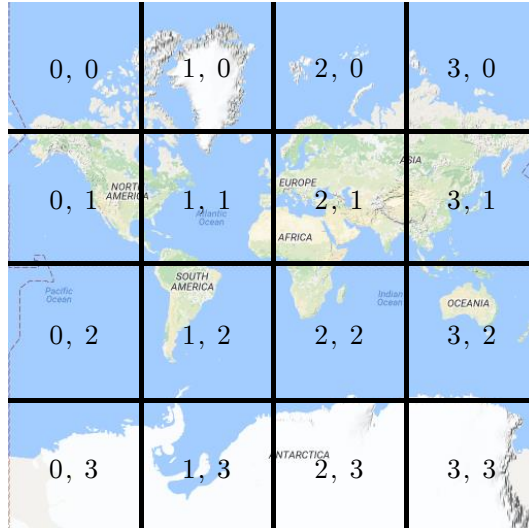 0, 0
1, 0
2, 0
3, 0
ASIA
NORTH
AMERICA
EUROPE
0, 1
1, 1
2, 1
3, 1
Atlantic
Ocean
AFRICA
SOUTH
AMERICA
Pacific
Ocean
Indian
Ocean
OCEANIA
0, 2
1, 2
2, 2
3, 2
ANTARCTICA
0, 3
1, 3
2, 3
3, 3